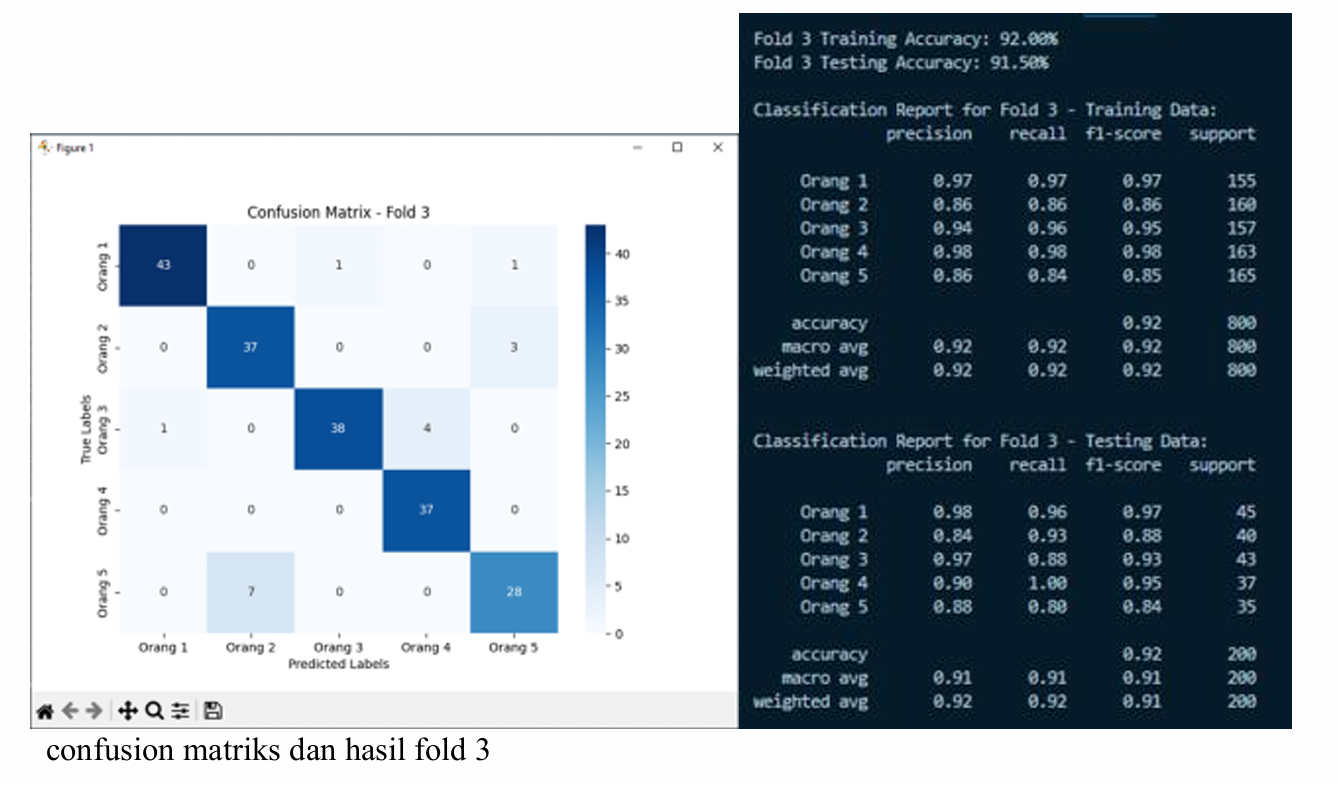 Figure 1
Confusion Matrix - Fold 3
True Labels
Orang 1
43 0 1 0 1
Orang 2
0 37 0 0 3
Orang 3
1 0 38 4 0
Orang 4
0 0 0 37 0
Orang 5
0 7 0 0 28
Orang 1 Orang 2 Orang 3 Orang 4 Orang 5
Predicted Labels
40
35
30
25
20
15
10
5
0
Fold 3 Training Accuracy: 92.00%
Fold 3 Testing Accuracy: 91.50%
Classification Report for Fold 3 - Training Data:
precision recall f1-score support
Orang 1 0.97 0.97 0.97 155
Orang 2 0.86 0.86 0.86 160
Orang 3 0.94 0.96 0.95 157
Orang 4 0.98 0.98 0.98 163
Orang 5 0.86 0.84 0.85 165
accuracy 0.92 800
macro avg 0.92 0.92 0.92 800
weighted avg 0.92 0.92 0.92 800
Classification Report for Fold 3 - Testing Data:
precision recall f1-score support
Orang 1 0.98 0.96 0.97 45
Orang 2 0.84 0.93 0.88 40
Orang 3 0.97 0.88 0.93 43
Orang 4 0.90 1.00 0.95 37
Orang 5 0.88 0.80 0.84 35
accuracy 0.92 200
macro avg 0.91 0.91 0.91 200
weighted avg 0.92 0.92 0.91 200
confusion matriks dan hasil fold 3